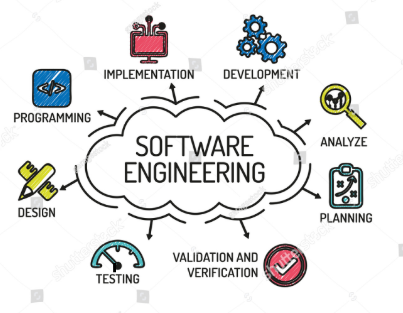 IMPLEMENTATION
DEVELOPMENT
PROGRAMMING
ANALYZE
SOFTWARE
ENGINEERING
DESIGN
PLANNING
TESTING
VALIDATION AND
VERIFICATION